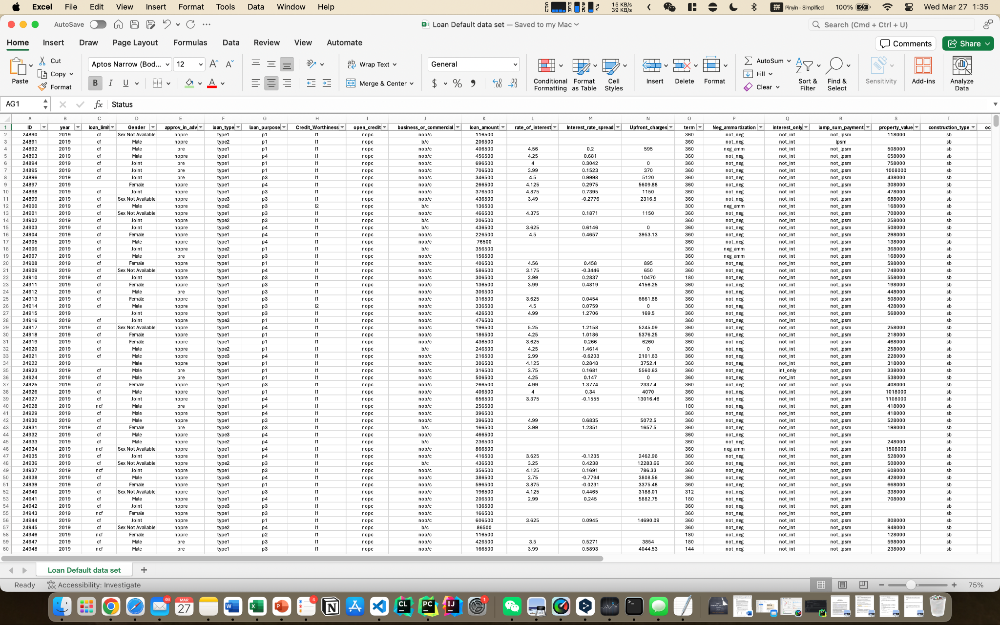 Excel File Edit View Insert Format Tools Data Window Help 15 KB/s 39 KB/s Pinyin - Simplified 100% Wed Mar 27 1:35
AutoSave Loan Default data set — Saved to my Mac Search (Cmd + Ctrl + U)
Home Insert Draw Page Layout Formulas Data Review View Automate Comments Share
Paste Cut Copy Format Aptos Narrow (Bod... 12 Wrap Text Merge & Center General Conditional Formatting Format as Table Cell Styles Insert Delete Format AutoSum Fill Clear Sort & Filter Find & Select Sensitivity Add-ins Analyze Data
AG1 fx Status
A B C D E F G H I J K L M N O P Q R S T
1 ID year loan_limit Gender approv_in_adv loan_type loan_purpose Credit_Worthiness open_credit business_or_commercial loan_amount rate_of_interest Interest_rate_spread Upfront_charges term Neg_ammortization interest_only lump_sum_payment property_value construction_type occ
2 24890 2019 cf Sex Not Available nopre type1 p1 l1 nopc nob/c 116500 360 not_neg not_int not_lpsm 118000 sb
3 24891 2019 cf Male nopre type2 p1 l1 nopc b/c 206500 360 not_neg not_int lpsm sb
4 24892 2019 cf Male pre type1 p1 l1 nopc nob/c 406500 4.56 0.2 595 360 neg_amm not_int not_lpsm 508000 sb
5 24893 2019 cf Male nopre type1 p4 l1 nopc nob/c 456500 4.25 0.681 360 not_neg not_int not_lpsm 658000 sb
6 24894 2019 cf Joint pre type1 p1 l1 nopc nob/c 696500 4 0.3042 0 360 not_neg not_int not_lpsm 758000 sb
7 24895 2019 cf Joint pre type1 p1 l1 nopc nob/c 706500 3.99 0.1523 370 360 not_neg not_int not_lpsm 1008000 sb
8 24896 2019 cf Joint pre type1 p3 l1 nopc nob/c 346500 4.5 0.9998 5120 360 not_neg not_int not_lpsm 438000 sb
9 24897 2019 Female nopre type1 p4 l1 nopc nob/c 266500 4.125 0.2975 5609.88 360 not_neg not_int not_lpsm 308000 sb
10 24898 2019 cf Joint nopre type1 p3 l1 nopc nob/c 376500 4.875 0.7395 1150 360 not_neg not_int not_lpsm 478000 sb
11 24899 2019 cf Sex Not Available nopre type3 p3 l1 nopc nob/c 436500 3.49 -0.2776 2316.5 360 not_neg not_int not_lpsm 688000 sb
12 24900 2019 cf Male nopre type2 p3 l2 nopc b/c 136500 300 neg_amm not_int not_lpsm 168000 sb
13 24901 2019 cf Sex Not Available nopre type1 p3 l1 nopc nob/c 466500 4.375 0.1871 1150 360 not_neg not_int not_lpsm 708000 sb
14 24902 2019 cf Joint nopre type2 p3 l1 nopc b/c 206500 360 not_neg not_int not_lpsm 258000 sb
15 24903 2019 cf Joint nopre type2 p4 l1 nopc b/c 436500 3.625 0.6146 0 360 not_neg not_int not_lpsm 508000 sb
16 24904 2019 cf Female nopre type1 p4 l1 nopc nob/c 226500 4.5 0.4657 3953.13 360 not_neg not_int not_lpsm 298000 sb
17 24905 2019 cf Male nopre type1 p4 l1 nopc nob/c 76500 360 not_neg not_int not_lpsm 138000 sb
18 24906 2019 cf Joint nopre type2 p1 l1 nopc b/c 356500 360 neg_amm not_int not_lpsm 368000 sb
19 24907 2019 cf Male pre type1 p3 l1 nopc nob/c 156500 360 neg_amm not_int not_lpsm 168000 sb
20 24908 2019 cf Female nopre type1 p1 l1 nopc nob/c 406500 4.56 0.458 895 360 not_neg not_int not_lpsm 598000 sb
21 24909 2019 cf Sex Not Available nopre type1 p4 l1 nopc nob/c 586500 3.175 -0.3446 650 360 not_neg not_int not_lpsm 748000 sb
22 24910 2019 cf Joint nopre type1 p3 l1 nopc nob/c 306500 2.99 0.2837 10470 180 not_neg not_int not_lpsm 558000 sb
23 24911 2019 cf Female nopre type1 p3 l1 nopc nob/c 136500 3.99 0.4819 4156.25 360 not_neg not_int not_lpsm 198000 sb
24 24912 2019 cf Male pre type1 p3 l1 nopc nob/c 306500 360 not_neg not_int not_lpsm 448000 sb
25 24913 2019 cf Female nopre type1 p3 l1 nopc nob/c 316500 3.625 0.0454 6661.88 360 not_neg not_int not_lpsm 508000 sb
26 24914 2019 cf Male nopre type1 p3 l2 nopc nob/c 336500 4.5 0.0759 0 360 not_neg not_int not_lpsm 428000 sb
27 24915 2019 Joint nopre type1 p3 l1 nopc nob/c 426500 4.99 1.2706 169.5 360 not_neg not_int not_lpsm 568000 sb
28 24916 2019 cf Joint nopre type3 p1 l1 nopc nob/c 476500 360 not_neg not_int not_lpsm sb
29 24917 2019 cf Sex Not Available nopre type1 p4 l1 nopc nob/c 196500 5.25 1.2158 5245.09 360 not_neg not_int not_lpsm 258000 sb
30 24918 2019 cf Female nopre type1 p1 l1 nopc nob/c 186500 4.25 1.0186 5376.25 360 not_neg not_int not_lpsm 218000 sb
31 24919 2019 cf Female nopre type1 p1 l1 nopc nob/c 436500 3.625 0.266 6260 360 not_neg not_int not_lpsm 468000 sb
32 24920 2019 cf Male nopre type2 p1 l1 nopc b/c 246500 4.25 1.4614 0 360 not_neg not_int not_lpsm 258000 sb
33 24921 2019 cf Male nopre type3 p4 l1 nopc nob/c 216500 2.99 -0.6203 2101.63 360 not_neg not_int not_lpsm 228000 sb
34 24922 2019 Male nopre type1 p1 l1 nopc nob/c 306500 4.125 0.2848 3752.4 360 not_neg not_int not_lpsm 318000 sb
35 24923 2019 cf Male pre type1 p1 l1 nopc nob/c 316500 3.75 0.1681 5560.63 360 not_neg int_only not_lpsm 338000 sb
36 24924 2019 cf Male pre type1 p1 l1 nopc nob/c 506500 4.25 0.147 0 360 not_neg not_int not_lpsm 538000 sb
37 24925 2019 cf Female nopre type1 p3 l1 nopc nob/c 266500 4.99 1.3774 2337.4 360 not_neg not_int not_lpsm 408000 sb
38 24926 2019 cf Male nopre type1 p1 l1 nopc nob/c 406500 4 0.34 4070 360 not_neg not_int not_lpsm 1018000 sb
39 24927 2019 cf Joint nopre type1 p4 l1 nopc nob/c 656500 3.375 -0.1555 13016.46 360 not_neg not_int not_lpsm 1108000 sb
40 24928 2019 ncf Male pre type1 p4 l1 nopc nob/c 256500 180 not_neg not_int not_lpsm 418000 sb
41 24929 2019 cf Male nopre type1 p4 l1 nopc nob/c 396500 360 not_neg not_int not_lpsm 418000 sb
42 24930 2019 cf Male nopre type1 p3 l1 nopc nob/c 396500 4.99 0.6835 5072.5 360 not_neg not_int not_lpsm 528000 sb
43 24931 2019 cf Female pre type2 p3 l1 nopc b/c 166500 3.99 1.2351 1657.5 360 not_neg not_int not_lpsm 198000 sb
44 24932 2019 cf Male nopre type3 p4 l1 nopc nob/c 466500 360 not_neg not_int not_lpsm sb
45 24933 2019 cf Male nopre type2 p4 l1 nopc b/c 236500 360 not_neg not_int not_lpsm 248000 sb
46 24934 2019 ncf Sex Not Available nopre type1 p4 l1 nopc nob/c 866500 360 neg_amm not_int not_lpsm 1508000 sb
47 24935 2019 cf Joint nopre type1 p4 l1 nopc nob/c 416500 3.625 -0.1235 2462.96 360 not_neg not_int not_lpsm 528000 sb
48 24936 2019 cf Sex Not Available nopre type2 p3 l1 nopc b/c 436500 3.25 0.4238 12283.66 360 not_neg not_int not_lpsm 508000 sb
49 24937 2019 ncf Joint nopre type1 p3 l1 nopc nob/c 356500 4.125 0.1691 786.33 360 not_neg not_int not_lpsm 608000 sb
50 24938 2019 cf Male nopre type3 p4 l1 nopc nob/c 386500 2.75 -0.7794 3808.56 360 not_neg not_int not_lpsm 428000 sb
51 24939 2019 cf Female nopre type1 p1 l1 nopc nob/c 596500 3.875 -0.0231 3375.48 360 not_neg not_int not_lpsm 668000 sb
52 24940 2019 cf Sex Not Available nopre type1 p3 l1 nopc nob/c 196500 4.125 0.4465 3188.01 312 not_neg not_int not_lpsm 338000 sb
53 24941 2019 cf Male nopre type1 p4 l1 nopc nob/c 206500 2.99 0.245 5882.75 180 not_neg not_int not_lpsm 708000 sb
54 24942 2019 cf Joint nopre type3 p3 l1 nopc nob/c 136500 360 not_neg not_int not_lpsm sb
55 24943 2019 ncf Female nopre type1 p3 l1 nopc nob/c 166500 360 not_neg not_int not_lpsm sb
56 24944 2019 cf Joint nopre type1 p1 l1 nopc nob/c 606500 3.625 0.0945 14690.09 360 not_neg not_int not_lpsm 808000 sb
57 24945 2019 cf Sex Not Available nopre type2 p4 l1 nopc b/c 86500 360 not_neg not_int not_lpsm 948000 sb
58 24946 2019 ncf Female nopre type1 p2 l1 nopc nob/c 116500 180 not_neg not_int not_lpsm 128000 sb
59 24947 2019 cf Male pre type1 p3 l1 nopc nob/c 426500 3.5 0.5271 3854 180 not_neg not_int not_lpsm 598000 sb
60 24948 2019 ncf Male pre type1 p3 l1 nopc nob/c 166500 3.99 0.5893 4044.53 144 not_neg not_int not_lpsm 238000 sb
Loan Default data set
Ready Accessibility: Investigate 75%
46 MAR 27 4 CL PC IJ 1